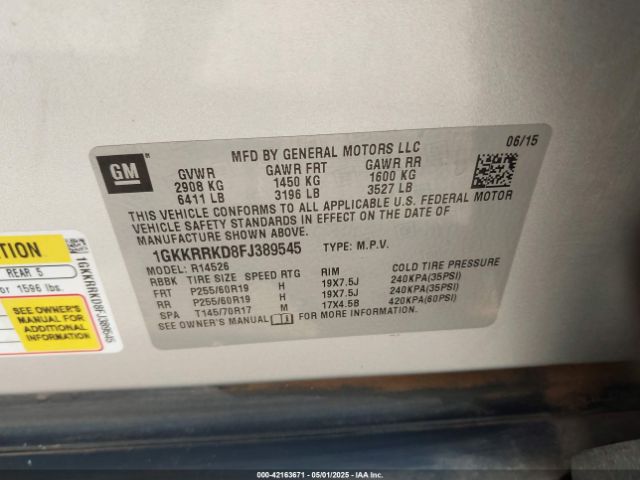 GM
MFD BY GENERAL MOTORS LLC
06/15
GVWR GAWR FRT GAWR RR
2908 KG 1450 KG 1600 KG
6411 LB 3196 LB 3527 LB
THIS VEHICLE CONFORMS TO ALL APPLICABLE U.S. FEDERAL MOTOR
VEHICLE SAFETY STANDARDS IN EFFECT ON THE DATE OF
MANUFACTURE SHOWN ABOVE.
1GKKRRKD8FJ389545 TYPE: M.P.V.
MODEL: R14526
RBBK TIRE SIZE SPEED RTG RIM COLD TIRE PRESSURE
FRT P255/60R19 H 19X7.5J 240KPA(35PSI)
RR P255/60R19 H 19X7.5J 240KPA(35PSI)
SPA T145/70R17 M 17X4.5B 420KPA(60PSI)
SEE OWNER'S MANUAL FOR MORE INFORMATION.
TION
REAR 5
or 1596 lbs.
SEE OWNER'S
MANUAL FOR
ADDITIONAL
INFORMATION
1GKKRRKD8FJ389545
000-42163671 - 05/01/2025 - IAA Inc.